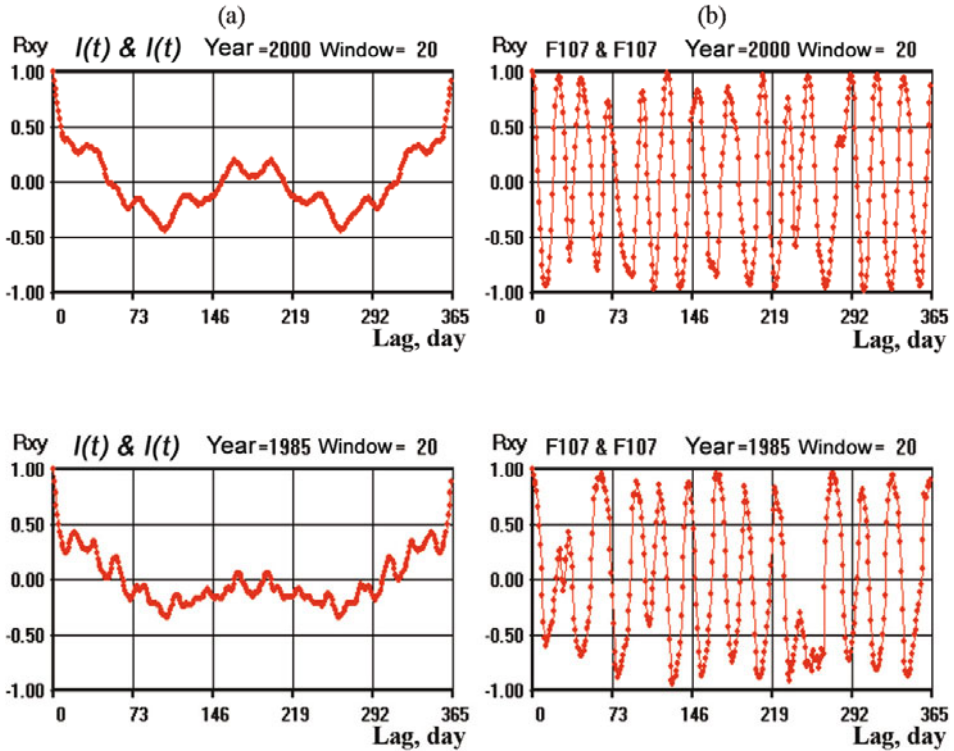 (a)
Rxy I(t) & I(t) Year =2000 Window= 20
1.00
0.50
0.00
-0.50
-1.00
0 73 146 219 292 365
Lag, day
(b)
Rxy F107 & F107 Year =2000 Window= 20
1.00
0.50
0.00
-0.50
-1.00
0 73 146 219 292 365
Lag, day
Rxy I(t) & I(t) Year=1985 Window= 20
1.00
0.50
0.00
-0.50
-1.00
0 73 146 219 292 365
Lag, day
Rxy F107 & F107 Year=1985 Window= 20
1.00
0.50
0.00
-0.50
-1.00
0 73 146 219 292 365
Lag, day